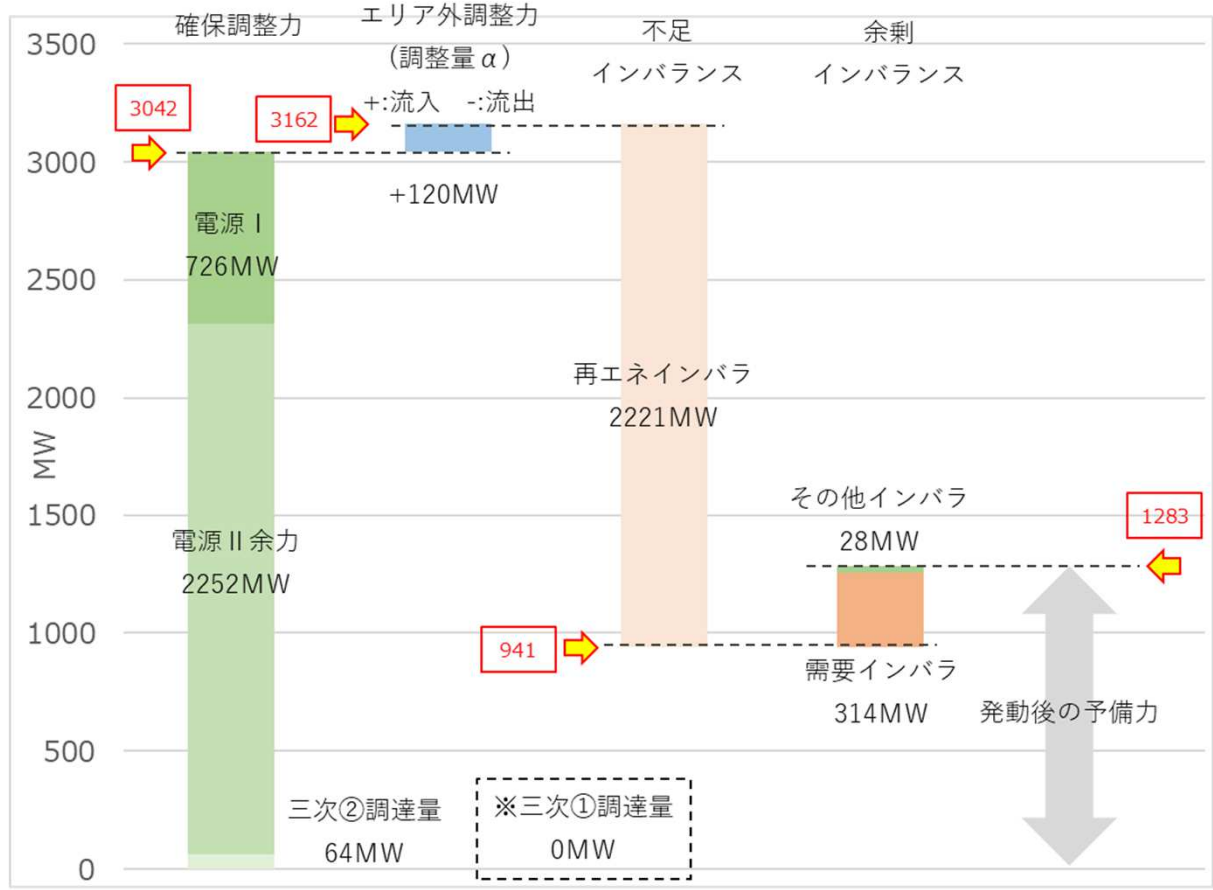 確保調整力
エリア外調整力
(調整量α)
+:流入 -:流出
不足
インバランス
余剰
インバランス
3500
3000
2500
2000
1500
1000
500
0
MW
3042
3162
+120MW
電源Ⅰ
726MW
電源Ⅱ余力
2252MW
再エネインバラ
2221MW
その他インバラ
28MW
1283
941
需要インバラ
314MW
発動後の予備力
三次②調達量
64MW
※三次①調達量
0MW